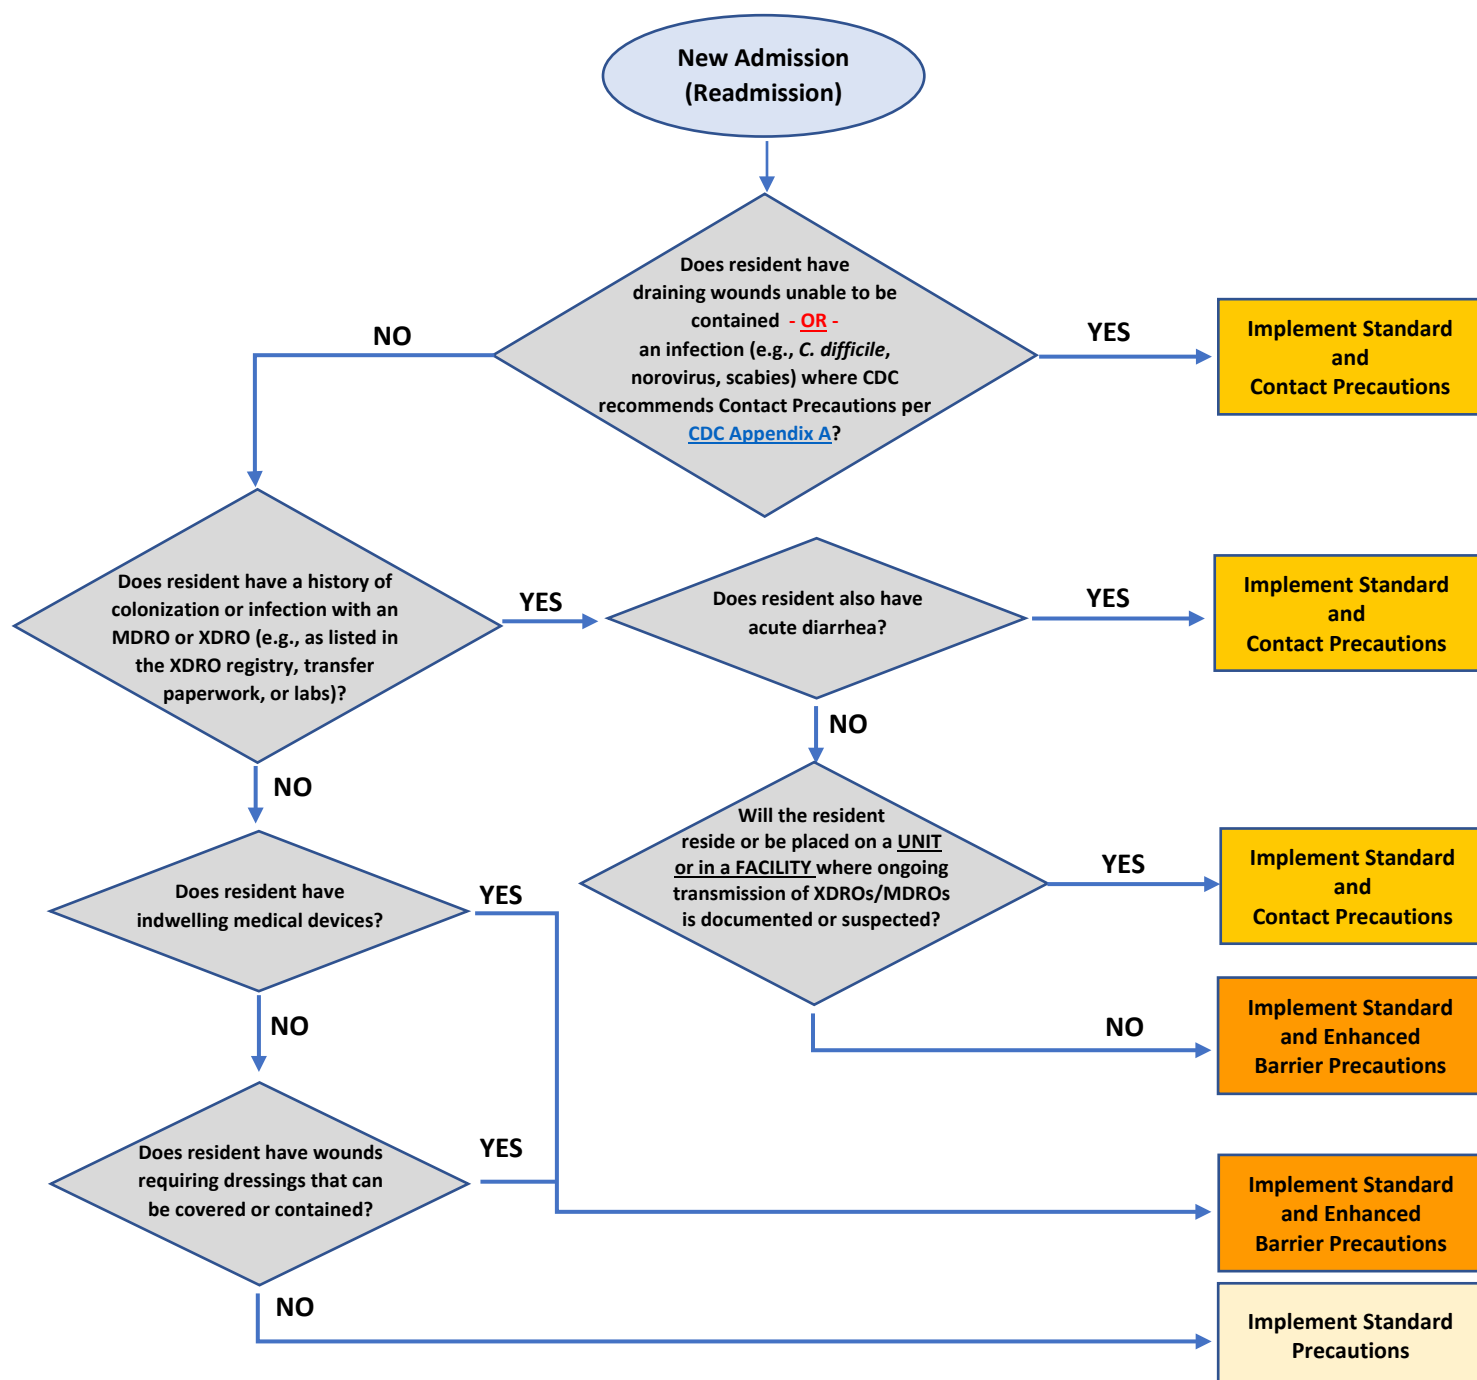 New Admission
(Readmission)
Does resident have
draining wounds unable to be
contained - OR -
an infection (e.g., C. difficile,
norovirus, scabies) where CDC
recommends Contact Precautions per
CDC Appendix A?
NO
YES
Implement Standard
and
Contact Precautions
Does resident have a history of
colonization or infection with an
MDRO or XDRO (e.g., as listed in
the XDRO registry, transfer
paperwork, or labs)?
YES
Does resident also have
acute diarrhea?
YES
Implement Standard
and
Contact Precautions
NO
NO
Will the resident
reside or be placed on a UNIT
or in a FACILITY where ongoing
transmission of XDROs/MDROs
is documented or suspected?
YES
Implement Standard
and
Contact Precautions
NO
Implement Standard
and Enhanced
Barrier Precautions
Does resident have
indwelling medical devices?
YES
NO
Does resident have wounds
requiring dressings that can
be covered or contained?
YES
Implement Standard
and Enhanced
Barrier Precautions
NO
Implement Standard
Precautions